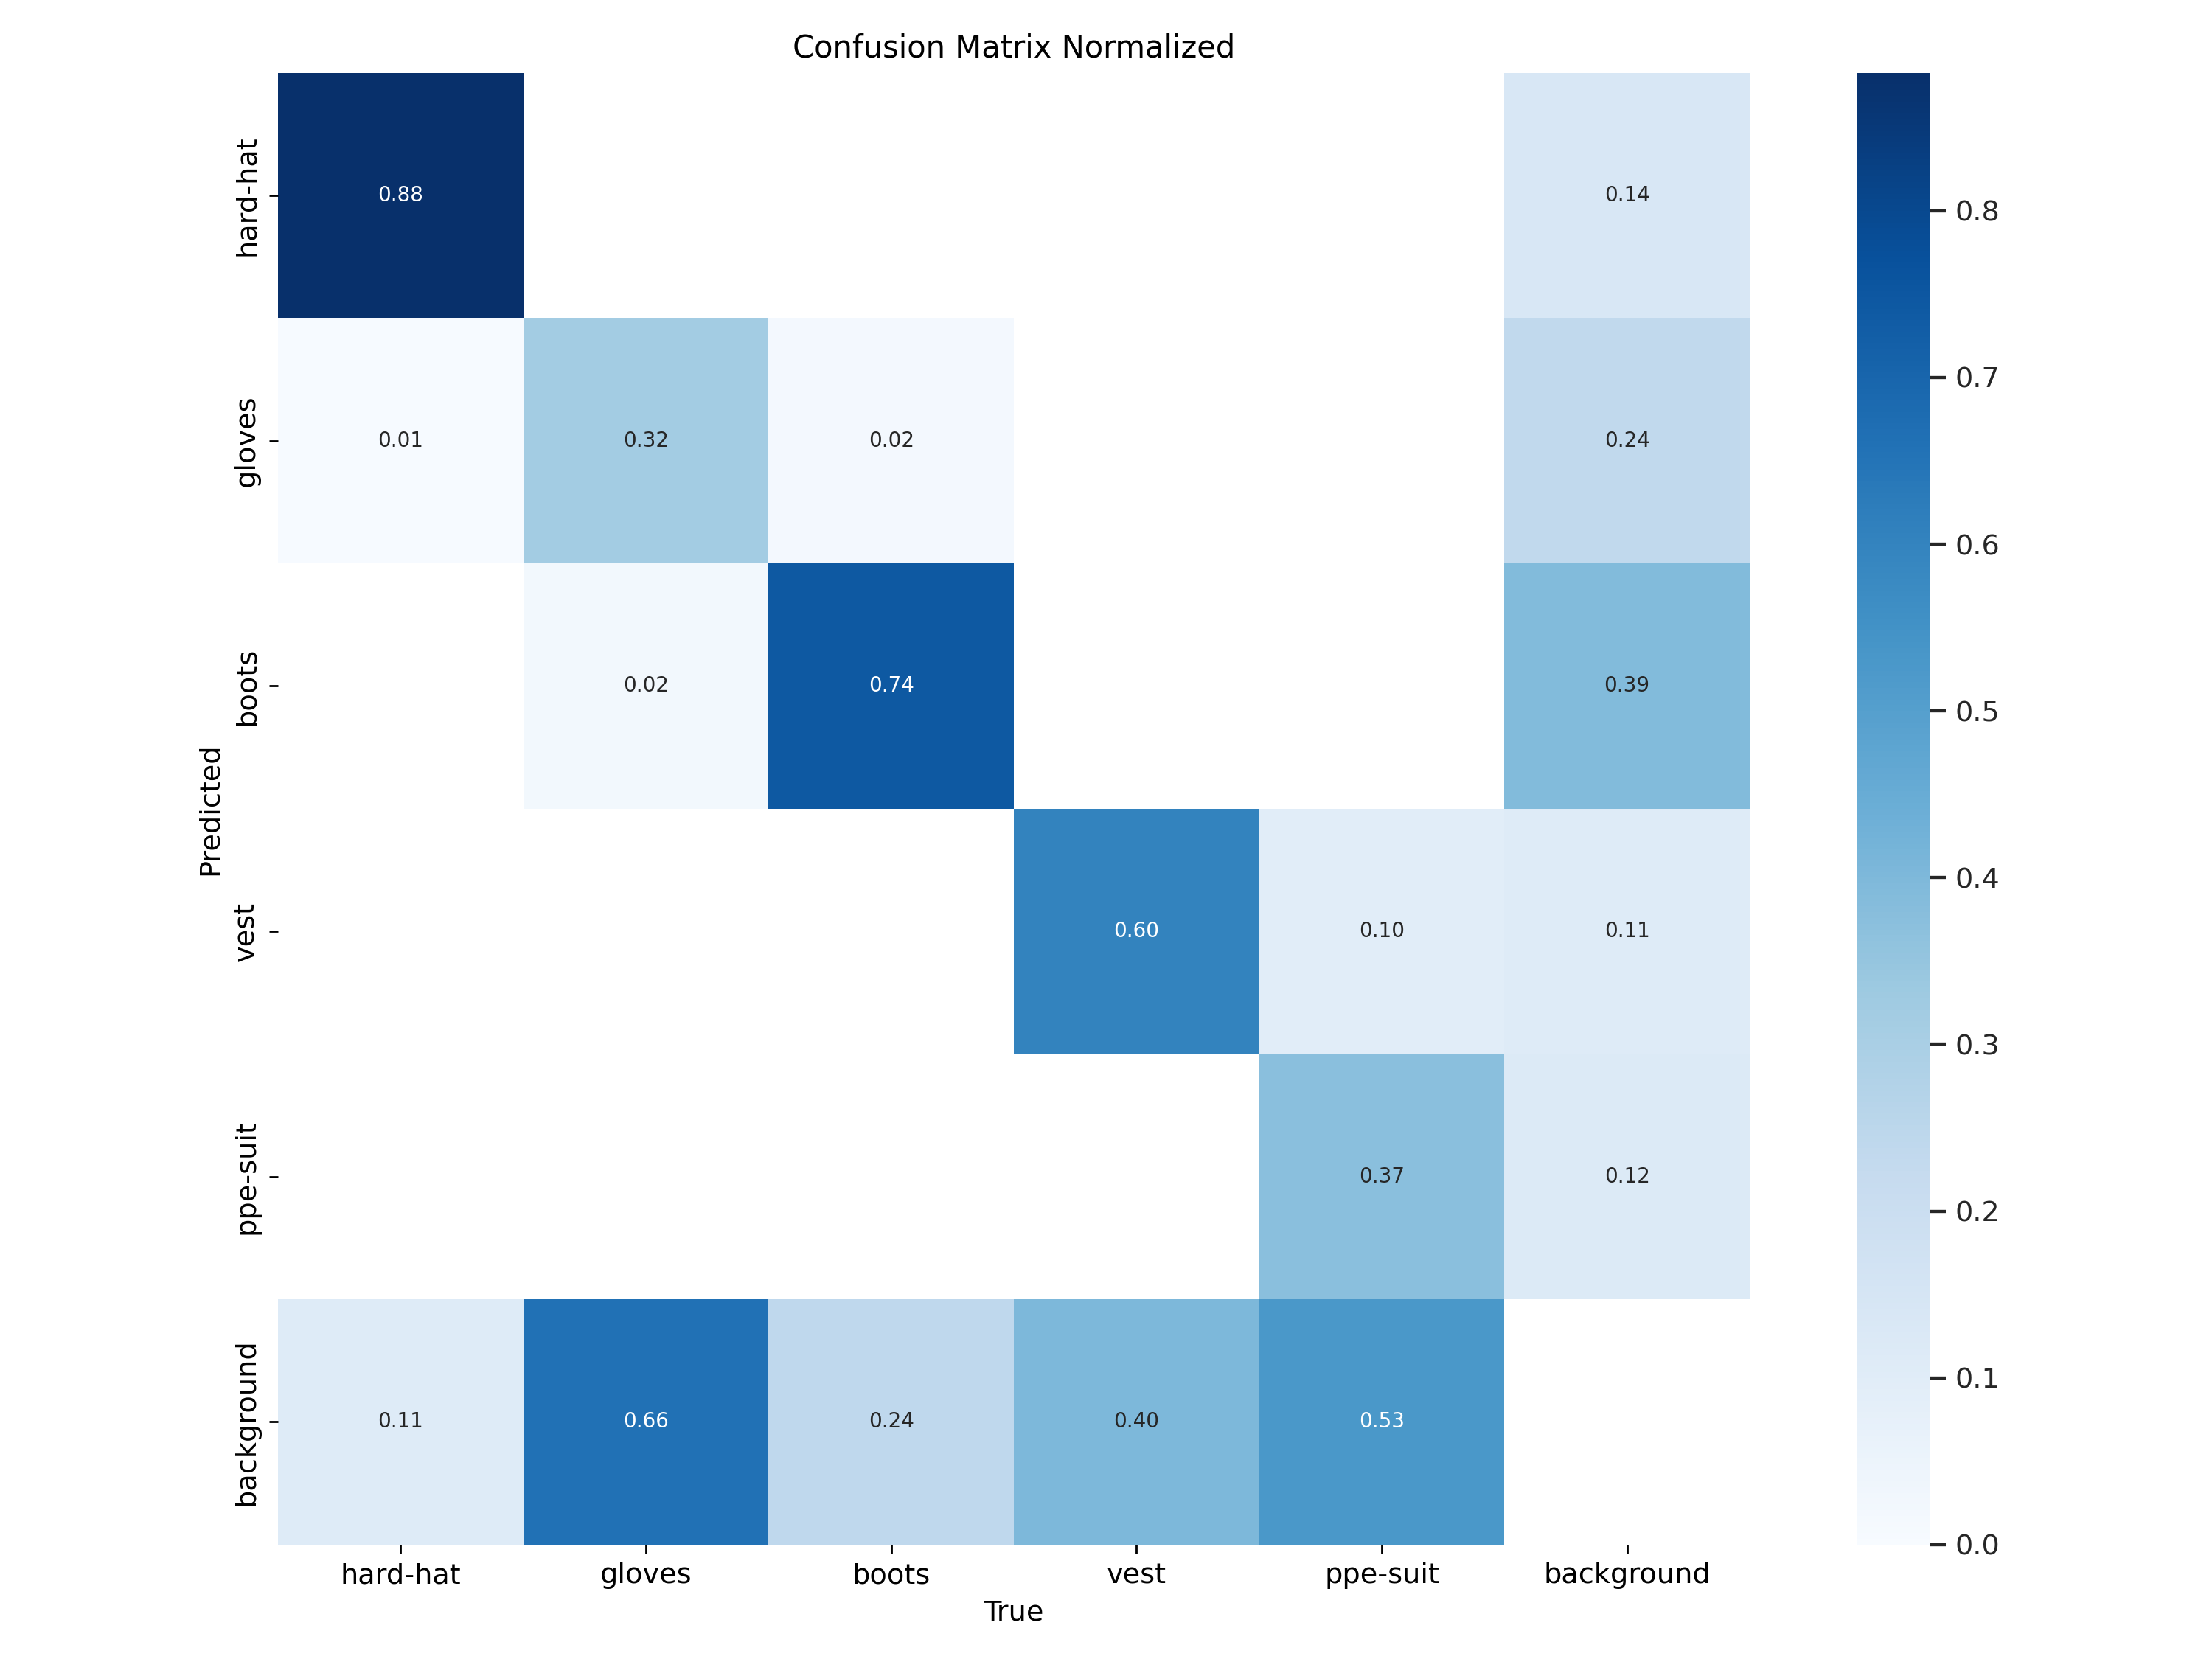 Confusion Matrix Normalized
hard-hat
0.88
0.14
gloves
0.01 0.32 0.02 0.24
boots
0.02 0.74 0.39
vest
0.60 0.10 0.11
ppe-suit
0.37 0.12
background
0.11 0.66 0.24 0.40 0.53
Predicted
hard-hat gloves boots vest ppe-suit background
True
0.8
0.7
0.6
0.5
0.4
0.3
0.2
0.1
0.0